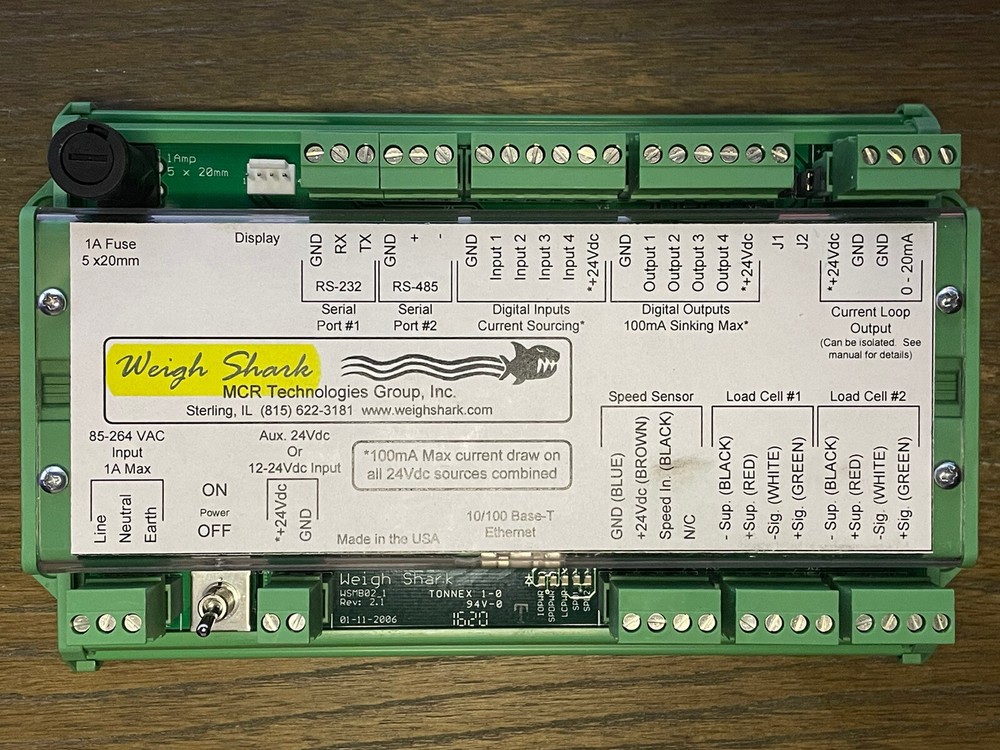 1Amp
5 x 20mm
1
1A Fuse
5 x20mm
Display
GND
RX
TX
RS-232
Serial
Port #1
GND
+
-
RS-485
Serial
Port #2
GND
Input 1
Input 2
Input 3
Input 4
*+24Vdc
Digital Inputs
Current Sourcing*
GND
Output 1
Output 2
Output 3
Output 4
*+24Vdc
Digital Outputs
100mA Sinking Max*
J1
J2
*+24Vdc
GND
GND
0 - 20mA
Current Loop
Output
(Can be isolated. See
manual for details)
Weigh Shark
MCR Technologies Group, Inc.
Sterling, IL (815) 622-3181 www.weighshark.com
85-264 VAC
Input
1A Max
Line
Neutral
Earth
ON
Power
OFF
Aux. 24Vdc
Or
12-24Vdc Input
*+24Vdc
GND
*100mA Max current draw on
all 24Vdc sources combined
Made in the USA
10/100 Base-T
Ethernet
Speed Sensor
GND (BLUE)
+24Vdc (BROWN)
Speed In. (BLACK)
N/C
Load Cell #1
- Sup. (BLACK)
+Sup. (RED)
-Sig. (WHITE)
+Sig. (GREEN)
Load Cell #2
- Sup. (BLACK)
+Sup. (RED)
-Sig. (WHITE)
+Sig. (GREEN)
Weigh Shark
WSMB02_1
Rev: 2.1
01-11-2006
TONNEX 1-0
94V-0
1620
IOPWR
SPDPWR
LCPWR